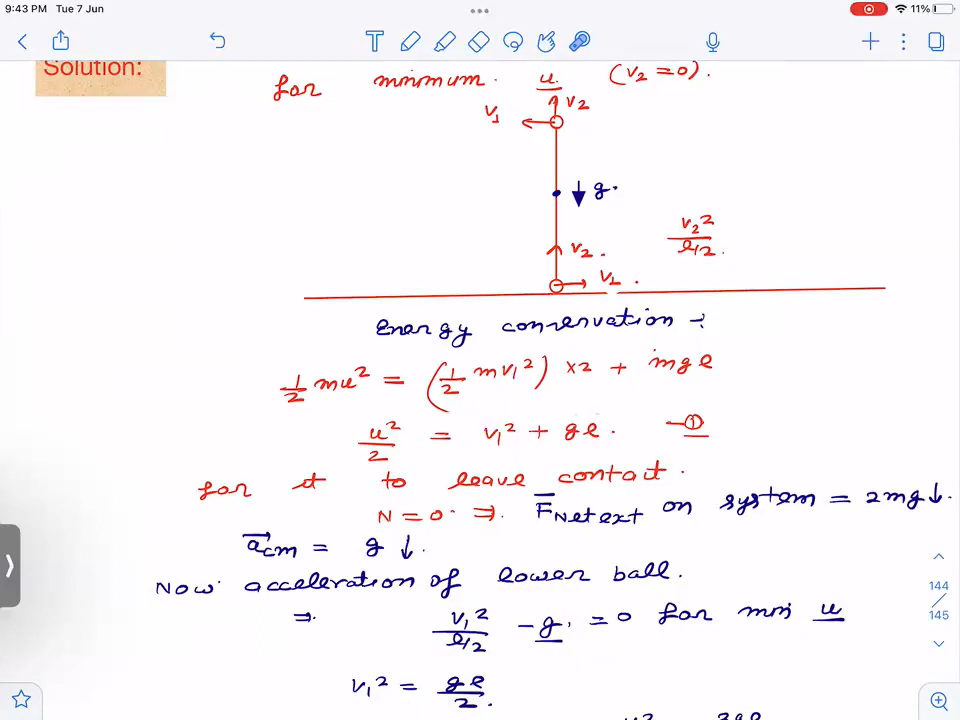 9:43 PM Tue 7 Jun
11%
Solution:
for minimum. u (v₂ = 0).
v₁ v₂
g.
v₂² / l/2 .
v₂ .
v₁ .
Energy conservation →
1/2 mu² = (1/2 mv₁²) ×2 + mgl
u²/2 = v₁² + gl. —①
for it to leave contact.
N = 0. ⇒. F̅ Net ext on system = 2mg↓.
a⃗cm = g ↓.
Now acceleration of lower ball.
⇒ v₁² / l/2 - g = 0 for min u
v₁² = gl/2.
144
145